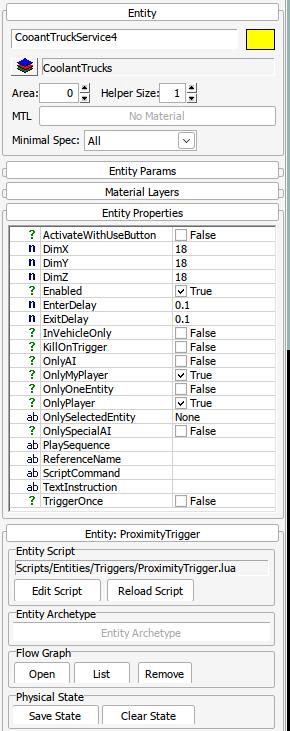 Entity
CooantTruckService4
CoolantTrucks
Area: 0 Helper Size: 1
MTL No Material
Minimal Spec: All
Entity Params
Material Layers
Entity Properties
? ActivateWithUseButton False
n DimX 18
n DimY 18
n DimZ 18
? Enabled True
n EnterDelay 0.1
n ExitDelay 0.1
? InVehicleOnly False
? KillOnTrigger False
? OnlyAI False
? OnlyMyPlayer True
? OnlyOneEntity False
? OnlyPlayer True
ab OnlySelectedEntity None
? OnlySpecialAI False
ab PlaySequence
ab ReferenceName
ab ScriptCommand
ab TextInstruction
? TriggerOnce False
Entity: ProximityTrigger
Entity Script
Scripts/Entities/Triggers/ProximityTrigger.lua
Edit Script Reload Script
Entity Archetype
Entity Archetype
Flow Graph
Open List Remove
Physical State
Save State Clear State